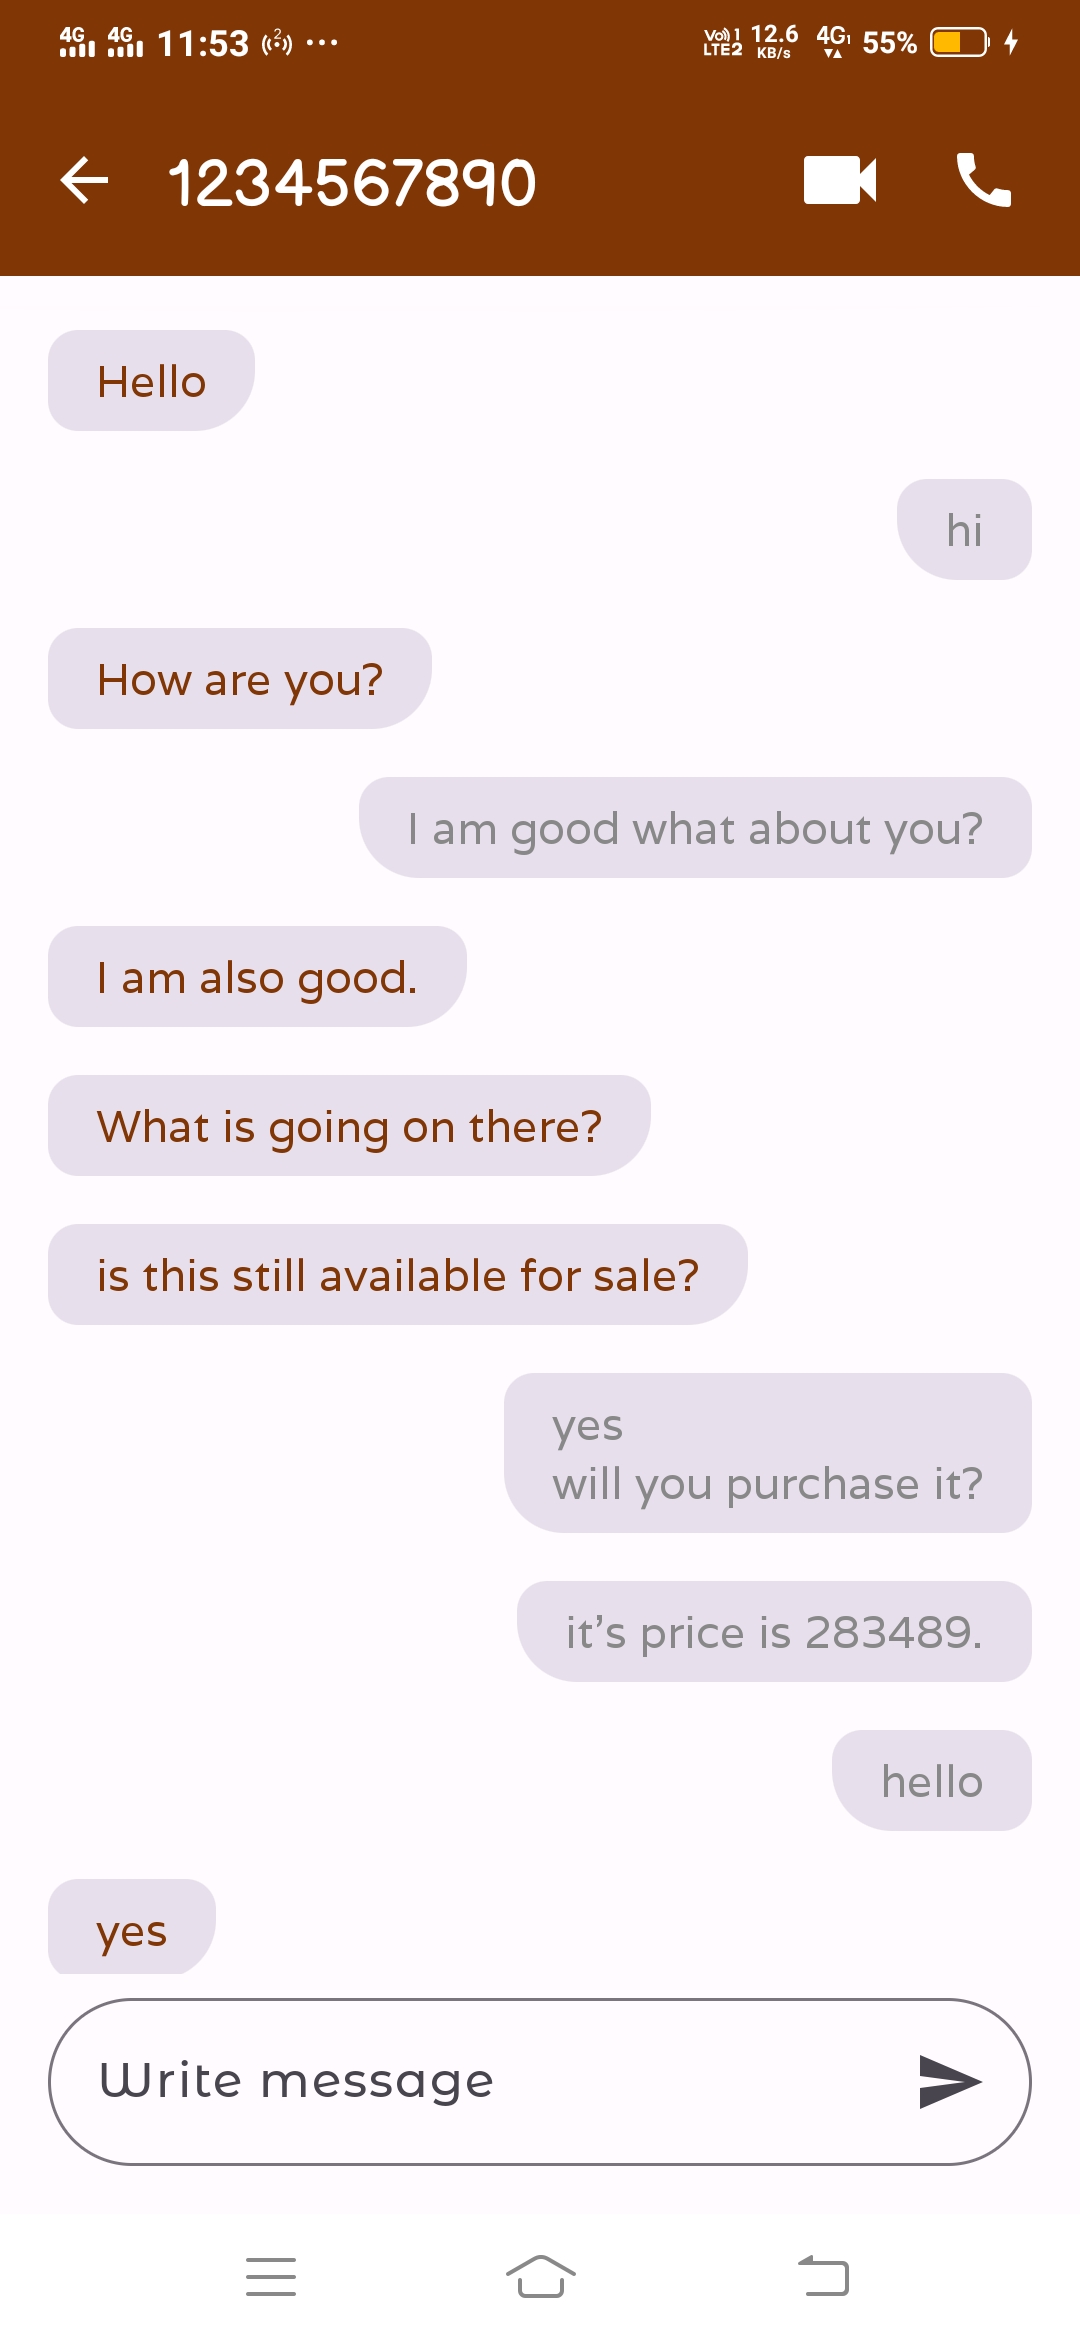 4G 4G 11:53 2 ...
Vo)) 1 LTE2 12.6 KB/s 4G1 55%
1234567890
Hello
hi
How are you?
I am good what about you?
I am also good.
What is going on there?
is this still available for sale?
yes
will you purchase it?
it's price is 283489.
hello
yes
Write message